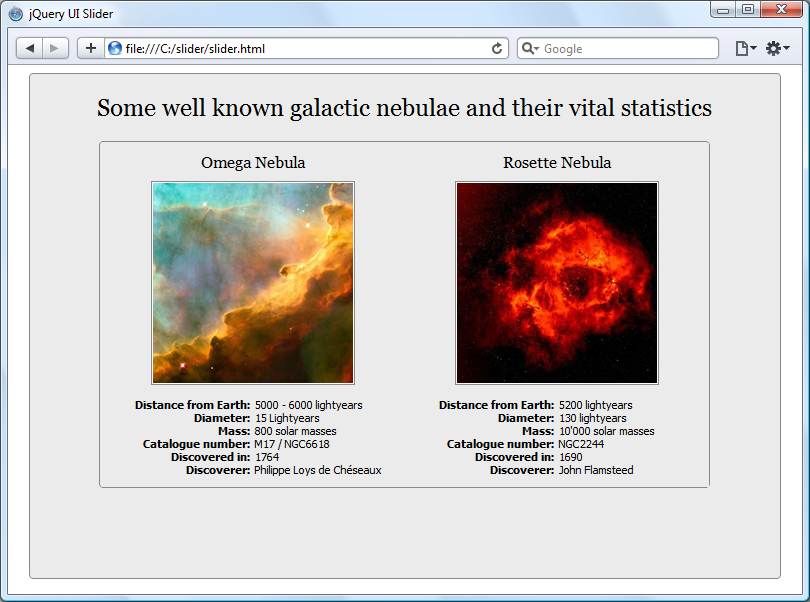 jQuery UI Slider
file:///C:/slider/slider.html
Google
Some well known galactic nebulae and their vital statistics
Omega Nebula
Rosette Nebula
Distance from Earth: 5000 - 6000 lightyears
Diameter: 15 Lightyears
Mass: 800 solar masses
Catalogue number: M17 / NGC6618
Discovered in: 1764
Discoverer: Philippe Loys de Chéseaux
Distance from Earth: 5200 lightyears
Diameter: 130 lightyears
Mass: 10'000 solar masses
Catalogue number: NGC2244
Discovered in: 1690
Discoverer: John Flamsteed